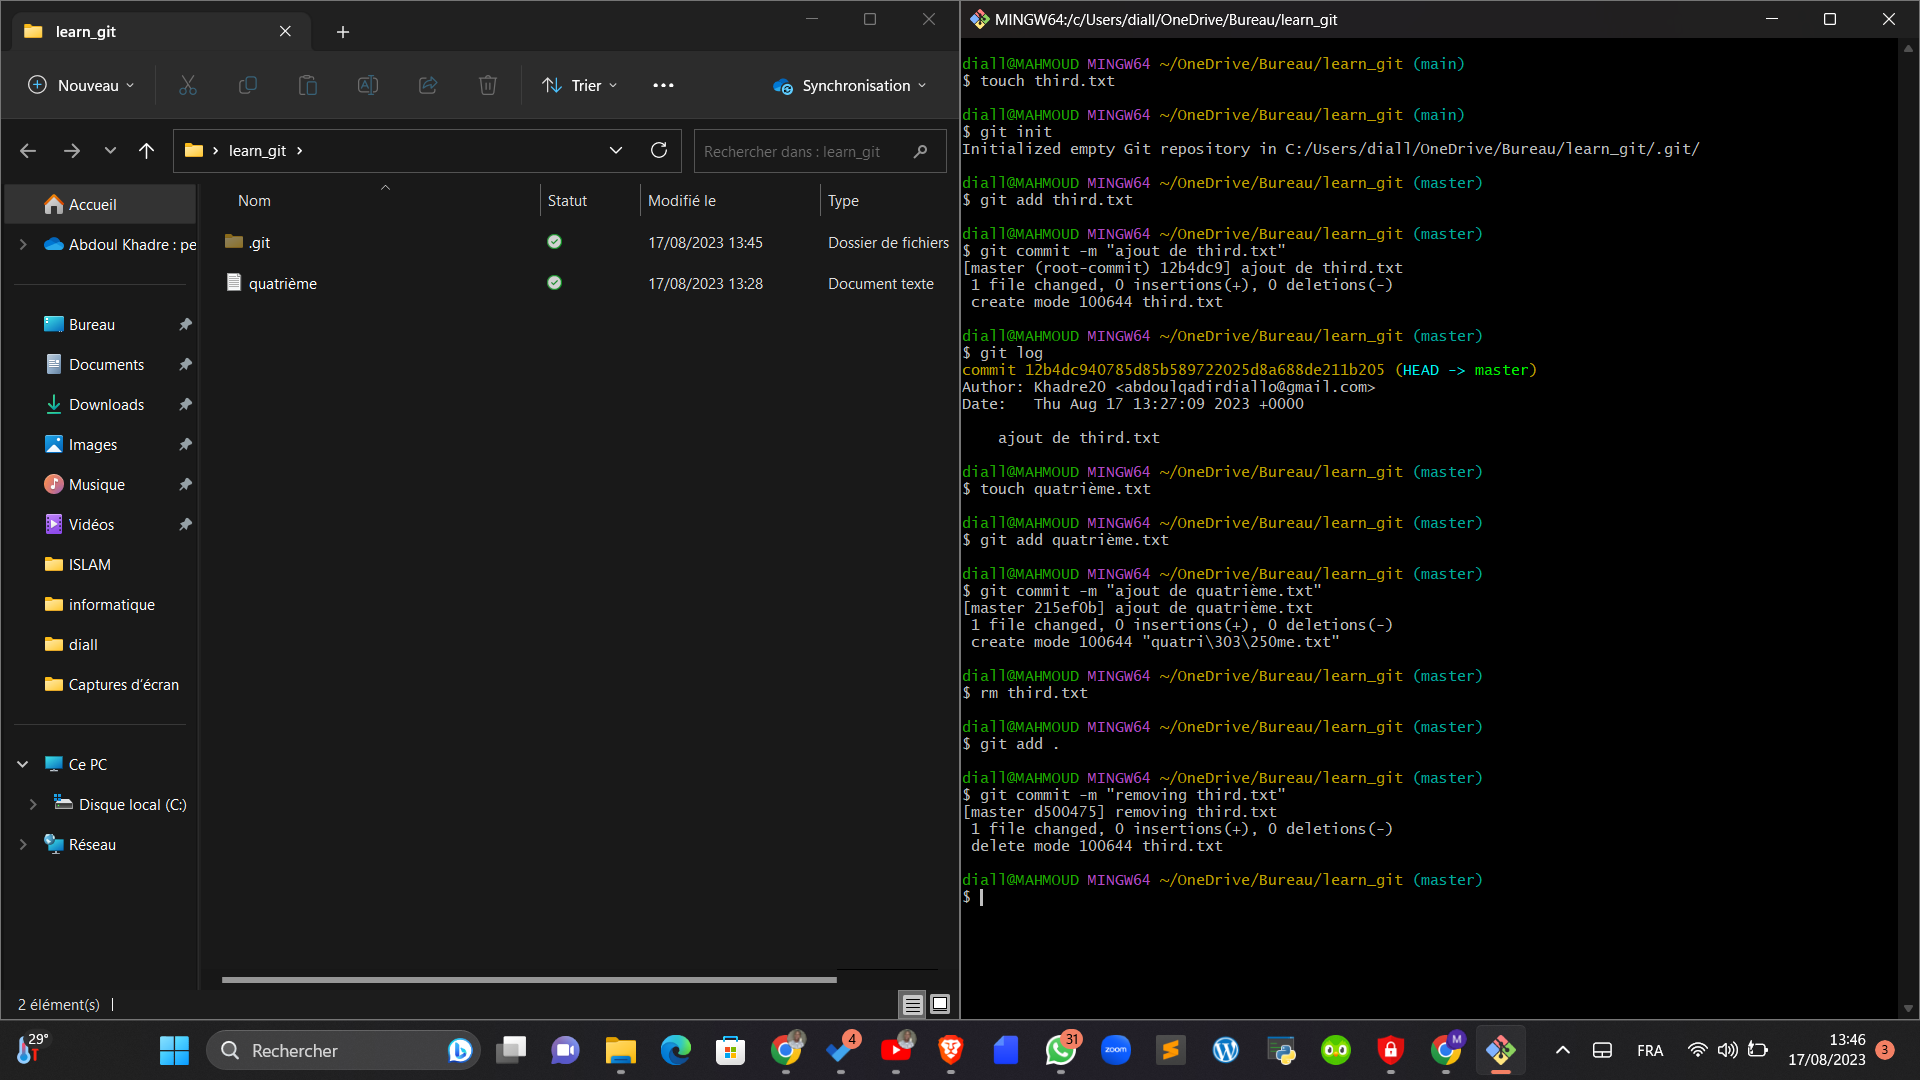 learn_git
Nouveau
Trier
Synchronisation
learn_git
Rechercher dans : learn_git
Nom
Statut
Modifié le
Type
.git
17/08/2023 13:45
Dossier de fichiers
quatrième
17/08/2023 13:28
Document texte
Accueil
Abdoul Khadre : pe
Bureau
Documents
Downloads
Images
Musique
Vidéos
ISLAM
informatique
diall
Captures d'écran
Ce PC
Disque local (C:)
Réseau
2 élément(s)
MINGW64:/c/Users/diall/OneDrive/Bureau/learn_git
diall@MAHMOUD MINGW64 ~/OneDrive/Bureau/learn_git (main)
$ touch third.txt
diall@MAHMOUD MINGW64 ~/OneDrive/Bureau/learn_git (main)
$ git init
Initialized empty Git repository in C:/Users/diall/OneDrive/Bureau/learn_git/.git/
diall@MAHMOUD MINGW64 ~/OneDrive/Bureau/learn_git (master)
$ git add third.txt
diall@MAHMOUD MINGW64 ~/OneDrive/Bureau/learn_git (master)
$ git commit -m "ajout de third.txt"
[master (root-commit) 12b4dc9] ajout de third.txt
1 file changed, 0 insertions(+), 0 deletions(-)
create mode 100644 third.txt
diall@MAHMOUD MINGW64 ~/OneDrive/Bureau/learn_git (master)
$ git log
commit 12b4dc940785d85b589722025d8a688de211b205 (HEAD -> master)
Author: Khadre20 <abdoulqadirdiallo@gmail.com>
Date: Thu Aug 17 13:27:09 2023 +0000
ajout de third.txt
diall@MAHMOUD MINGW64 ~/OneDrive/Bureau/learn_git (master)
$ touch quatrième.txt
diall@MAHMOUD MINGW64 ~/OneDrive/Bureau/learn_git (master)
$ git add quatrième.txt
diall@MAHMOUD MINGW64 ~/OneDrive/Bureau/learn_git (master)
$ git commit -m "ajout de quatrième.txt"
[master 215ef0b] ajout de quatrième.txt
1 file changed, 0 insertions(+), 0 deletions(-)
create mode 100644 "quatri\303\250me.txt"
diall@MAHMOUD MINGW64 ~/OneDrive/Bureau/learn_git (master)
$ rm third.txt
diall@MAHMOUD MINGW64 ~/OneDrive/Bureau/learn_git (master)
$ git add .
diall@MAHMOUD MINGW64 ~/OneDrive/Bureau/learn_git (master)
$ git commit -m "removing third.txt"
[master d500475] removing third.txt
1 file changed, 0 insertions(+), 0 deletions(-)
delete mode 100644 third.txt
diall@MAHMOUD MINGW64 ~/OneDrive/Bureau/learn_git (master)
$
29°
Rechercher
4
31
zoom
M
FRA
13:46
17/08/2023
3